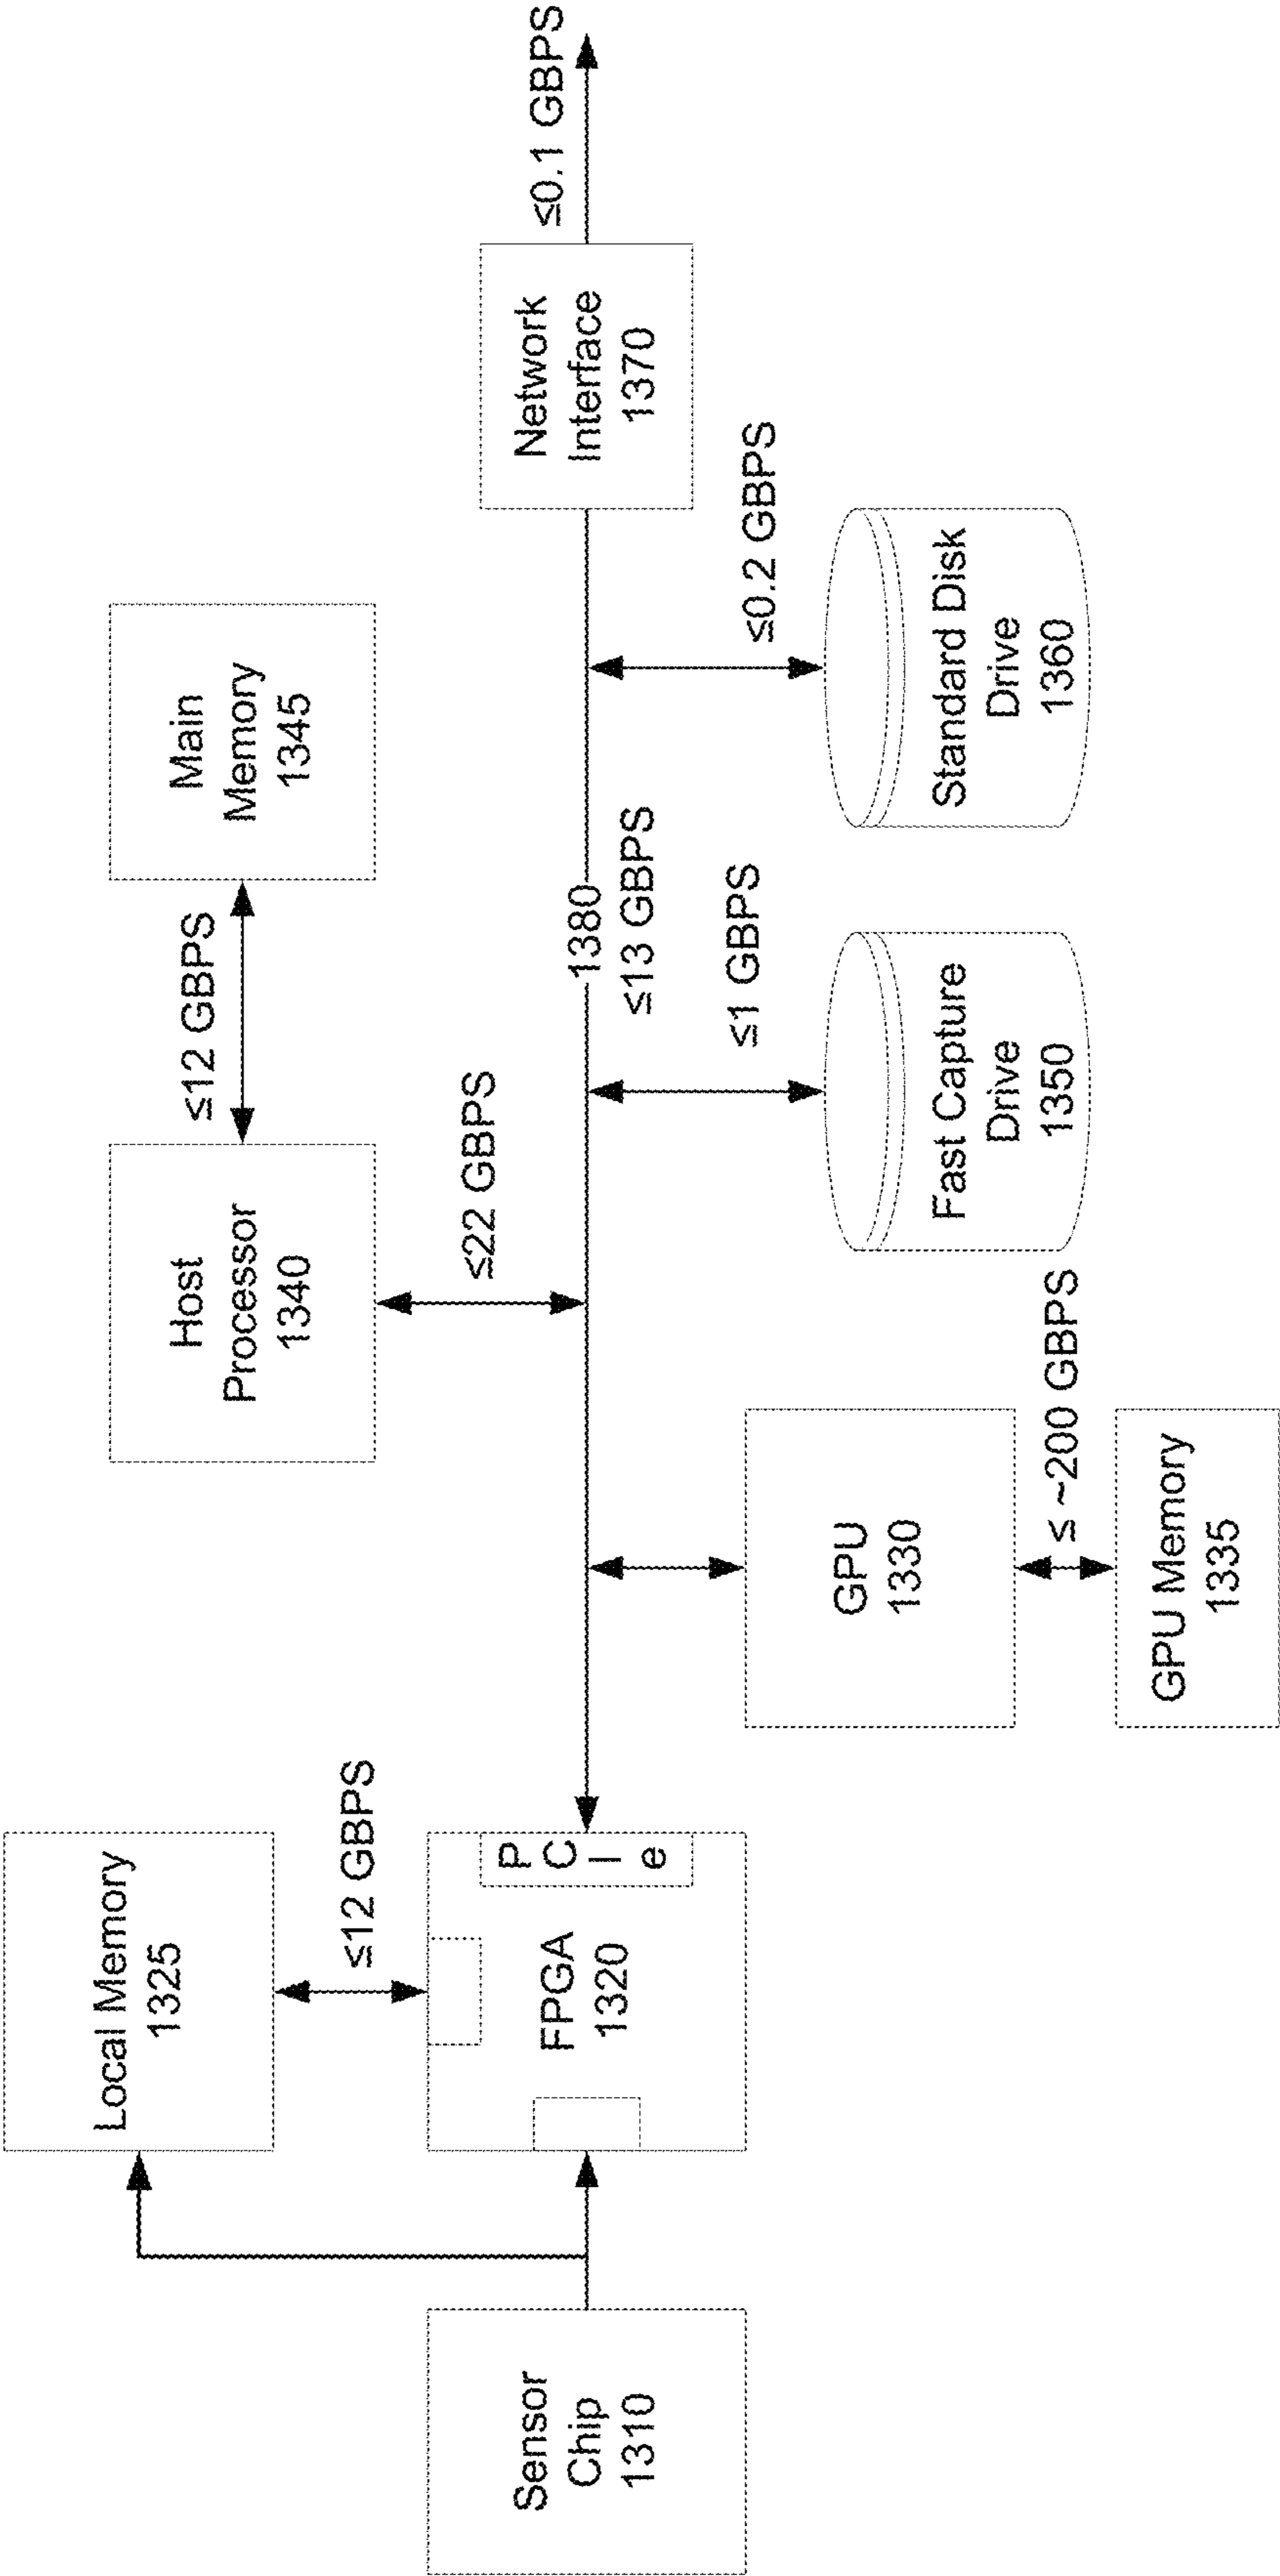 Local Memory
1325
Main
Memory
1345
Host
Processor
1340
≤12 GBPS
≤12 GBPS
≤0.1 GBPS
≤22 GBPS
Sensor
Chip
1310
FPGA
1320
P
C
I
e
1380
≤13 GBPS
Network
Interface
1370
≤1 GBPS
≤0.2 GBPS
GPU
1330
Fast Capture
Drive
1350
Standard Disk
Drive
1360
≤ ~200 GBPS
GPU Memory
1335